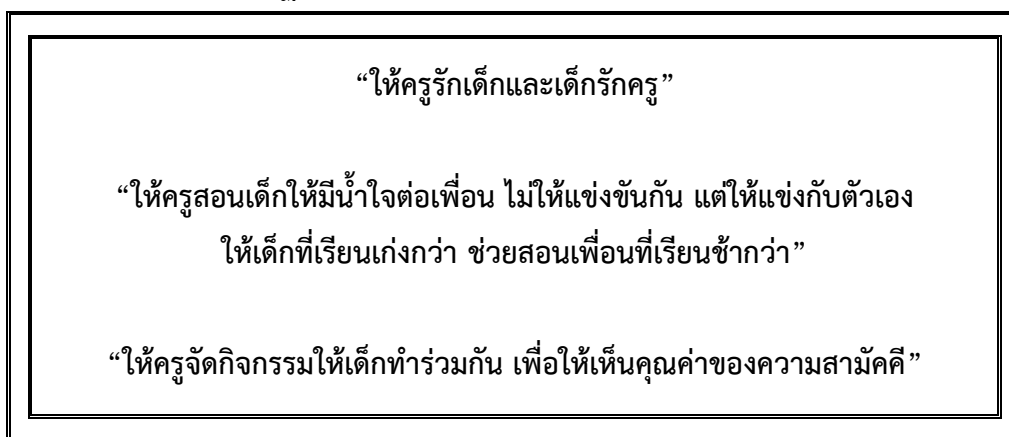 “ให้ครูรักเด็กและเด็กรักครู”
“ให้ครูสอนเด็กให้มีน้ำใจต่อเพื่อน ไม่ให้แข่งขันกัน แต่ให้แข่งกับตัวเอง
ให้เด็กที่เรียนเก่งกว่า ช่วยสอนเพื่อนที่เรียนช้ากว่า”
“ให้ครูจัดกิจกรรมให้เด็กทำร่วมกัน เพื่อให้เห็นคุณค่าของความสามัคคี”